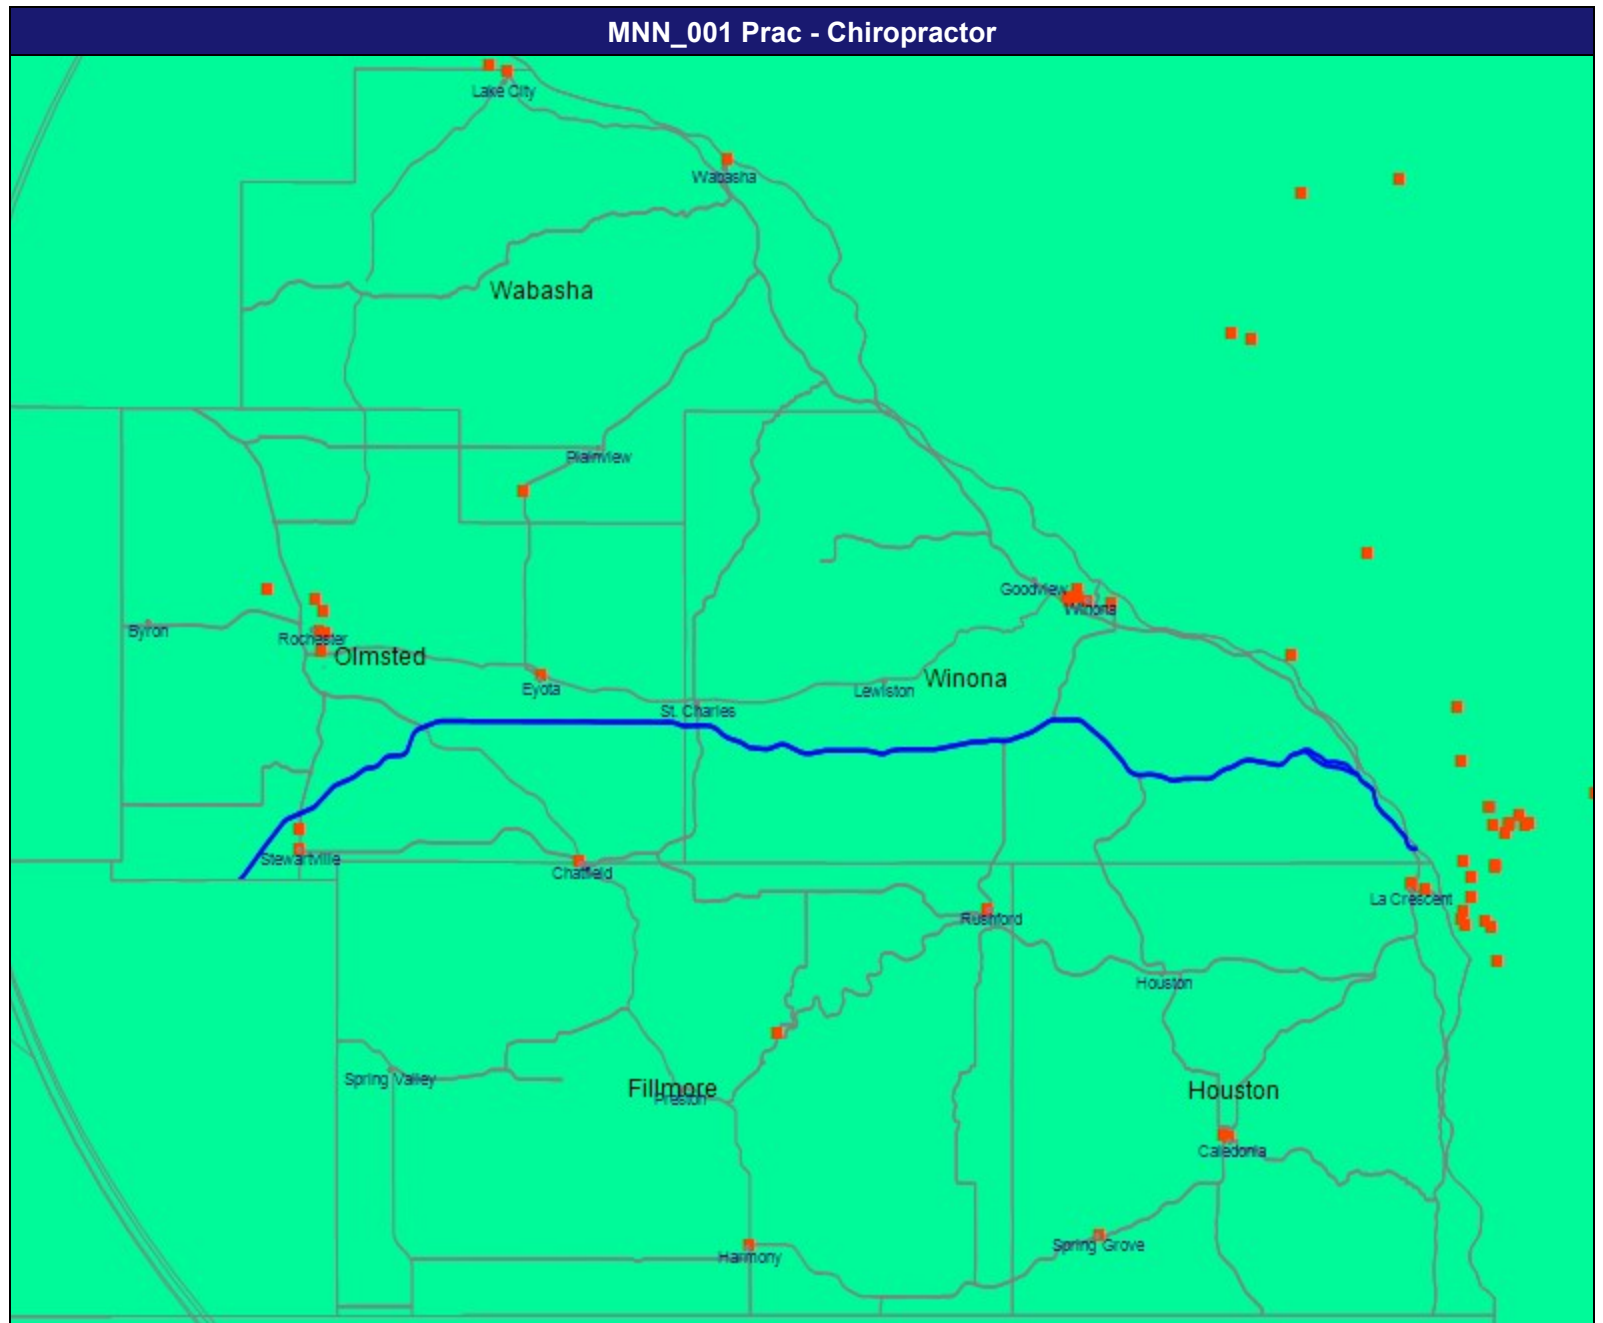 MNN_001 Prac - Chiropractor
Lake City
Wabasha
Wabasha
Plainview
Goodview
Winona
Byron
Rochester
Olmsted
Eyota
Lewiston
Winona
St. Charles
Stewartville
Chatfield
La Crescent
Rushford
Houston
Spring Valley
Fillmore
Preston
Houston
Caledonia
Harmony
Spring Grove